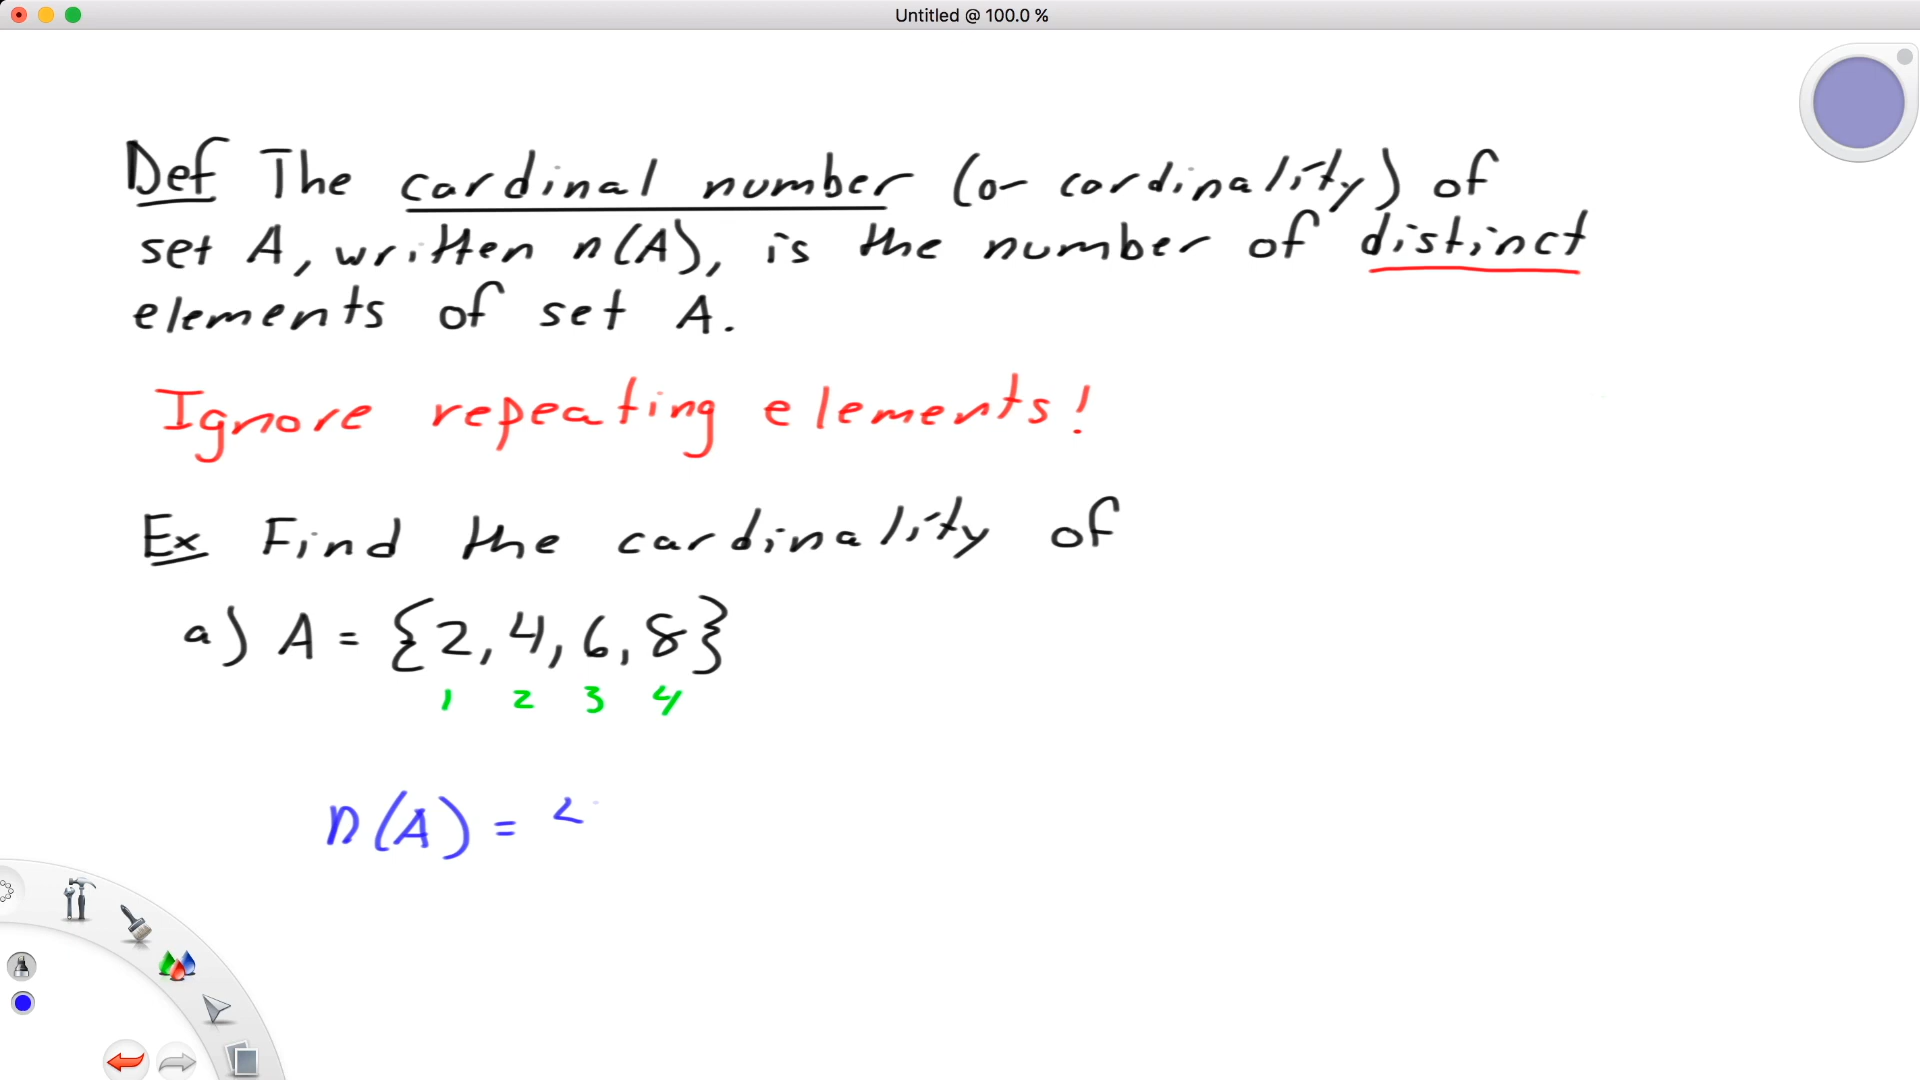 Untitled @ 100.0 %
Def The cardinal number (or cardinality) of
set A, written n(A), is the number of distinct
elements of set A.
Ignore repeating elements!
Ex Find the cardinality of
a) A = {2, 4, 6, 8}
1 2 3 4
n(A) =